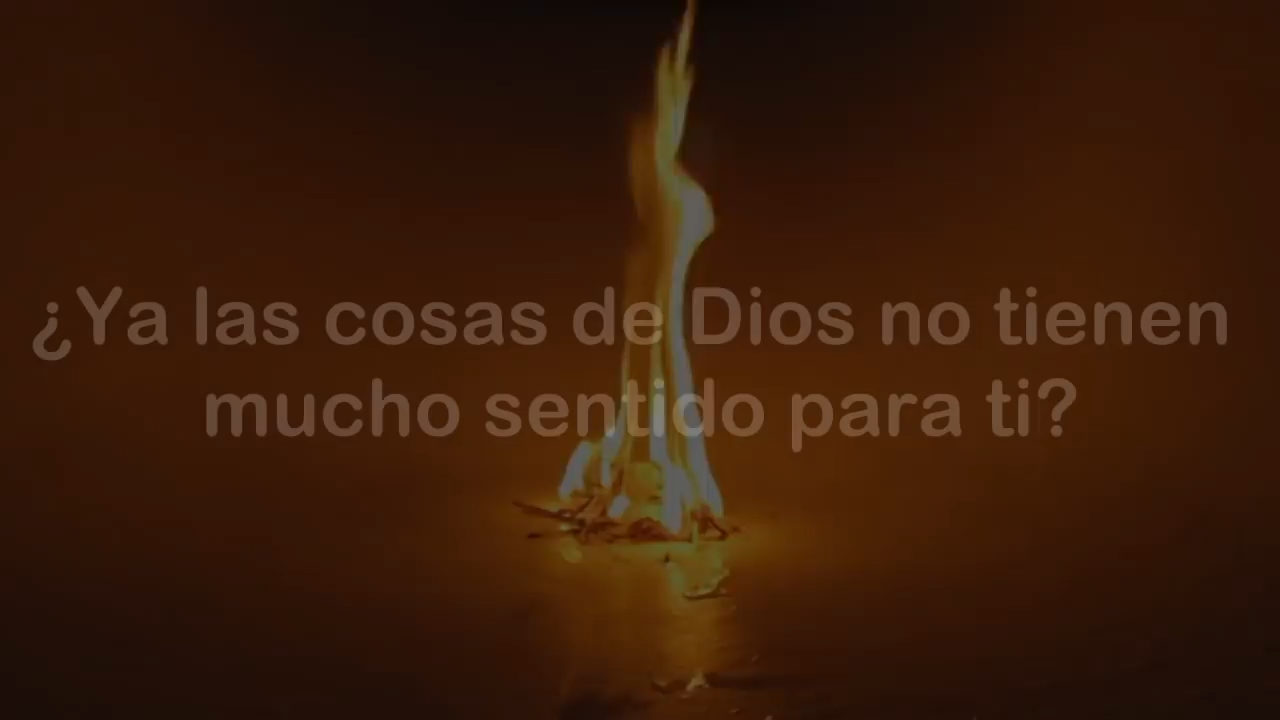 ¿Ya las cosas de Dios no tienen
mucho sentido para ti?